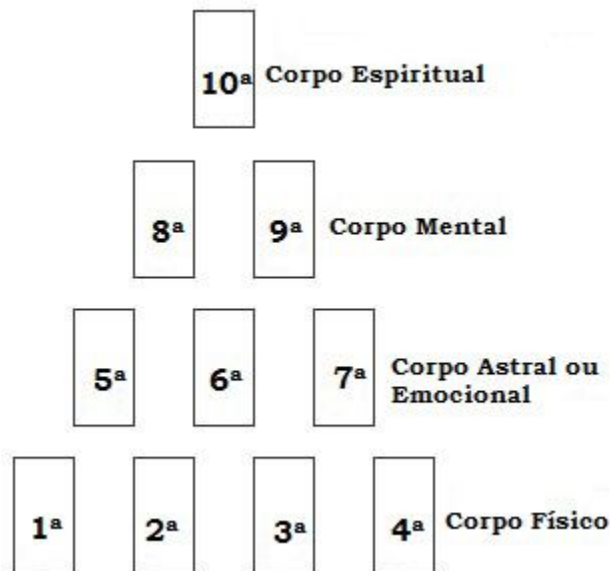 10ª Corpo Espiritual
8ª 9ª Corpo Mental
5ª 6ª 7ª Corpo Astral ou
Emocional
1ª 2ª 3ª 4ª Corpo Físico